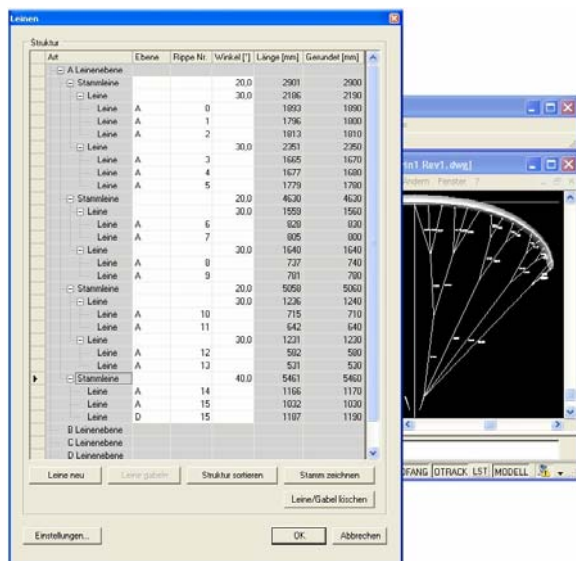 Leinen
Struktur
Art Ebene Rippe Nr. Winkel [°] Länge [mm] Gerundet [mm]
A Leinenebene
Stammleine 20,0 2901 2900
Leine 30,0 2186 2190
Leine A 0 1893 1890
Leine A 1 1796 1800
Leine A 2 1813 1810
Leine 30,0 2351 2350
Leine A 3 1665 1670
Leine A 4 1677 1680
Leine A 5 1779 1780
Stammleine 20,0 4630 4630
Leine 30,0 1559 1560
Leine A 6 828 830
Leine A 7 805 800
Leine 30,0 1640 1640
Leine A 8 737 740
Leine A 9 781 780
Stammleine 20,0 5058 5060
Leine 30,0 1236 1240
Leine A 10 715 710
Leine A 11 642 640
Leine 30,0 1231 1230
Leine A 12 582 580
Leine A 13 531 530
Stammleine 40,0 5461 5460
Leine A 14 1166 1170
Leine A 15 1032 1030
Leine D 15 1187 1190
B Leinenebene
C Leinenebene
D Leinenebene
Leine neu Leine gabeln Struktur sortieren Stamm zeichnen
Leine/Gabel löschen
Einstellungen... OK Abbrechen
Rev1.dwg]
Ändern Fenster ?
OFANG OTRACK LST MODELL